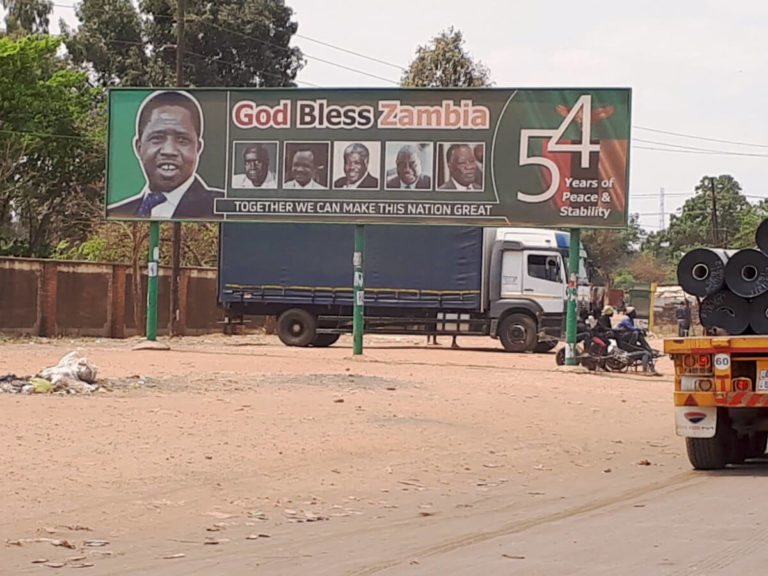 God Bless Zambia
TOGETHER WE CAN MAKE THIS NATION GREAT
54
Years of
Peace &
Stability
60